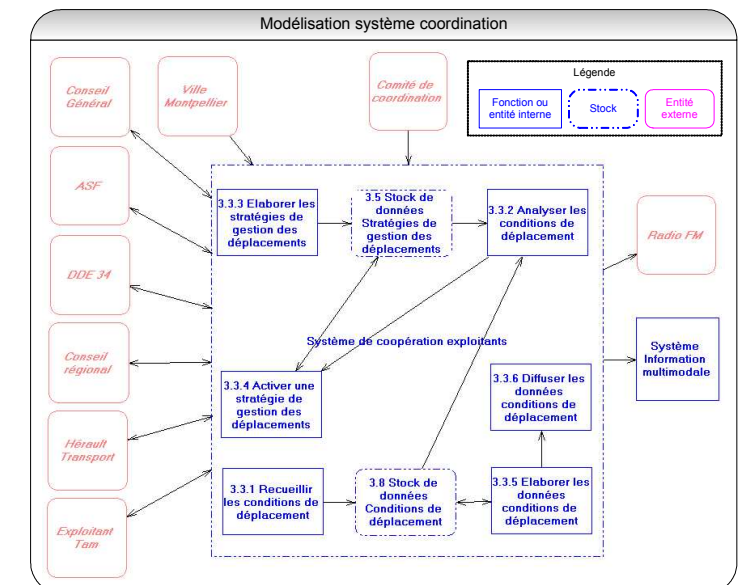 Modélisation système coordination
Conseil
Général
Ville
Montpellier
Comité de
coordination
Légende
Fonction ou
entité interne
Stock
Entité
externe
ASF
3.3.3 Elaborer les
stratégies de
gestion des
déplacements
3.5 Stock de
données
Stratégies de
gestion des
déplacements
3.3.2 Analyser les
conditions de
déplacement
Radio FM
DDE 34
Système de coopération exploitants
Système
Information
multimodale
Conseil
régional
3.3.4 Activer une
stratégie de
gestion des
déplacements
3.3.6 Diffuser les
données
conditions de
déplacement
Hérault
Transport
3.3.1 Recueillir
les conditions de
déplacement
3.8 Stock de
données
Conditions de
déplacement
3.3.5 Elaborer les
données
conditions de
déplacement
Exploitant
Tam